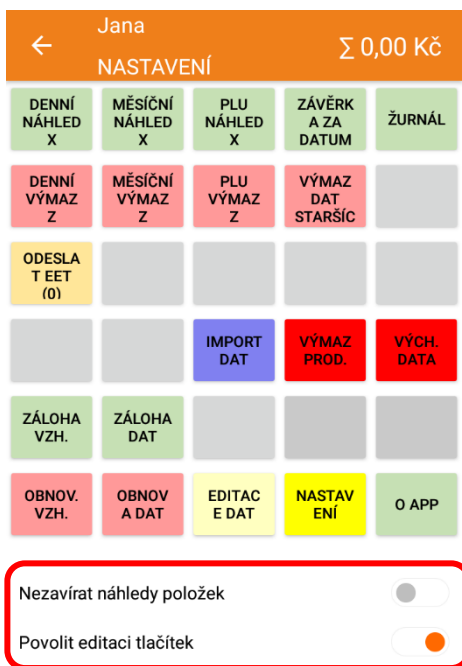 Jana
NASTAVENÍ
∑ 0,00 Kč
DENNÍ
NÁHLED
X
MĚSÍČNÍ
NÁHLED
X
PLU
NÁHLED
X
ZÁVĚRK
A ZA
DATUM
ŽURNÁL
DENNÍ
VÝMAZ
Z
MĚSÍČNÍ
VÝMAZ
Z
PLU
VÝMAZ
Z
VÝMAZ
DAT
STARŠÍC
ODESLA
T EET
(0)
IMPORT
DAT
VÝMAZ
PROD.
VÝCH.
DATA
ZÁLOHA
VZH.
ZÁLOHA
DAT
OBNOV.
VZH.
OBNOV
A DAT
EDITAC
E DAT
NASTAV
ENÍ
O APP
Nezavírat náhledy položek
Povolit editaci tlačítek